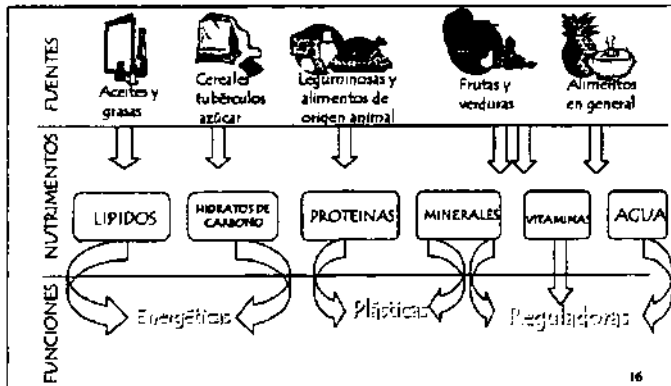 FUENTES
Aceites y
grasas
Cereales
tubérculos
azúcar
Leguminosas y
alimentos de
origen animal
Frutas y
verduras
Alimentos
en general
NUTRIMENTOS
LIPIDOS
HIDRATOS DE
CARBONO
PROTEINAS
MINERALES
VITAMINAS
AGUA
FUNCIONES
Energéticas
Plásticas
Reguladoras
16